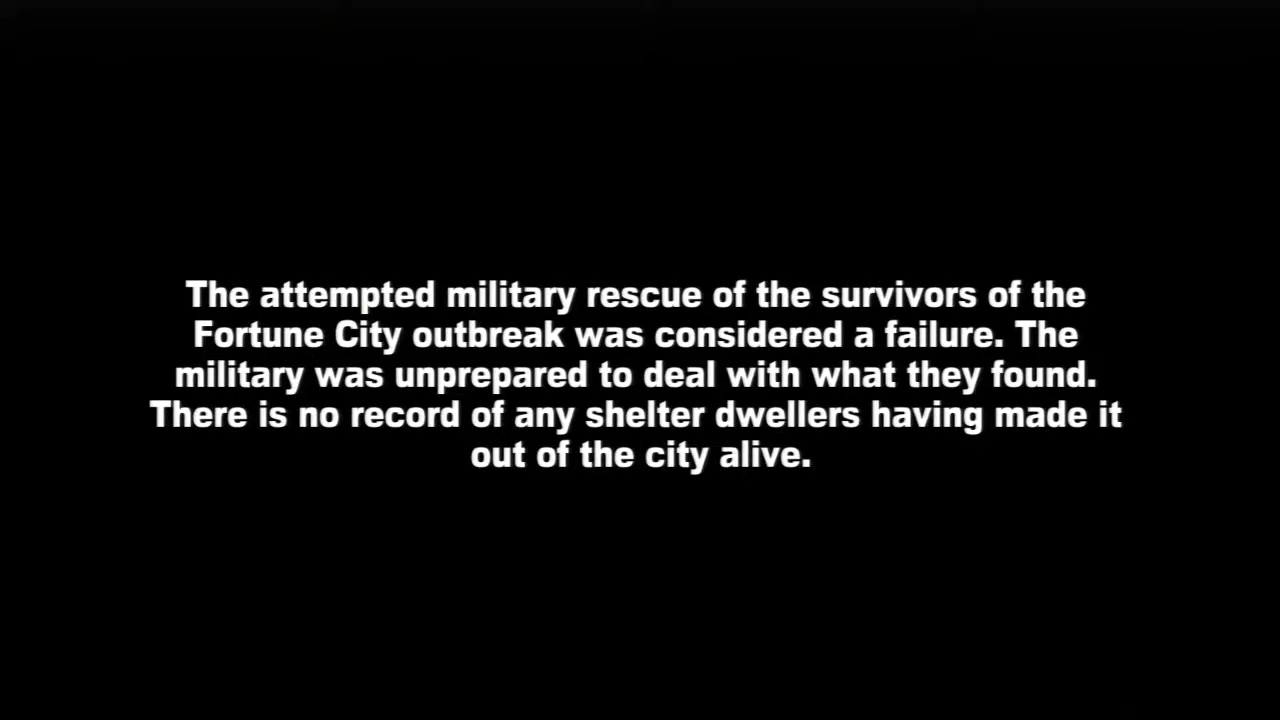 The attempted military rescue of the survivors of the
Fortune City outbreak was considered a failure. The
military was unprepared to deal with what they found.
There is no record of any shelter dwellers having made it
out of the city alive.